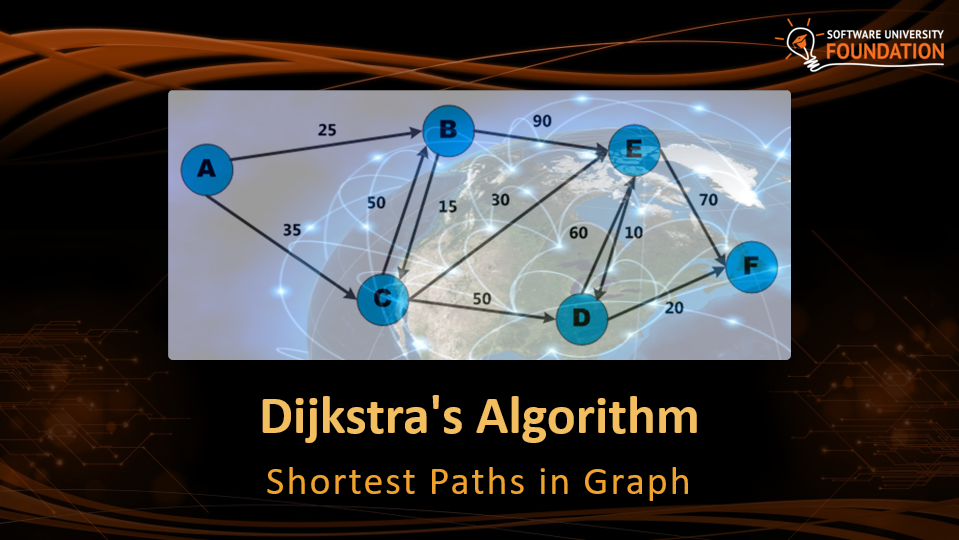 SOFTWARE UNIVERSITY
FOUNDATION
A
25
B
90
E
35
50
15
30
60
10
70
C
50
D
20
F
Dijkstra's Algorithm
Shortest Paths in Graph